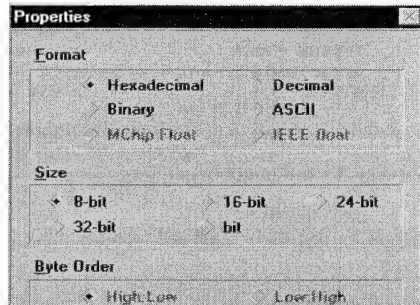 Properties
Format
Hexadecimal Decimal
Binary ASCII
MChip Float IEEE float
Size
8-bit 16-bit 24-bit
32-bit bit
Byte Order
High:Low Low:High